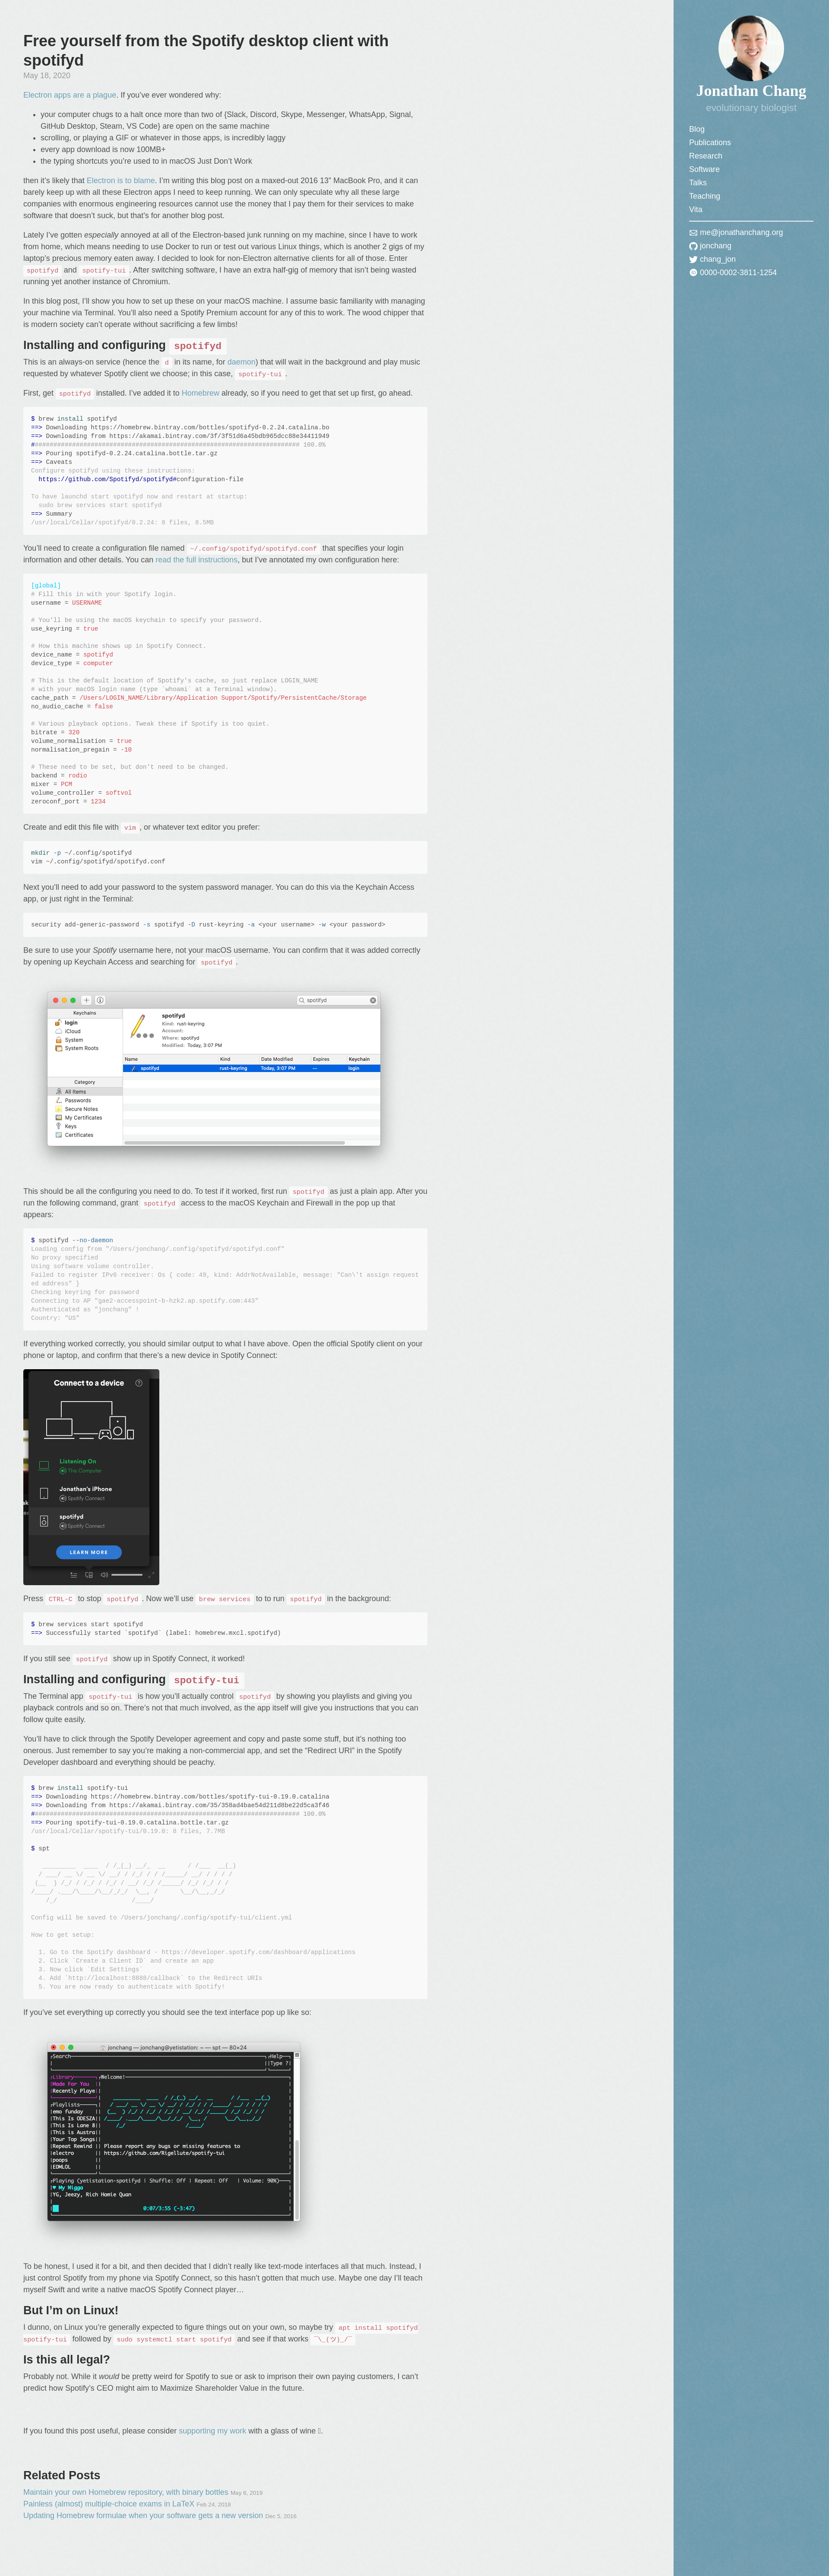 Free yourself from the Spotify desktop client with
spotifyd
May 18, 2020
Electron apps are a plague. If you've ever wondered why:
• your computer chugs to a halt once more than two of {Slack, Discord, Skype, Messenger, WhatsApp, Signal,
GitHub Desktop, Steam, VS Code} are open on the same machine
• scrolling, or playing a GIF or whatever in those apps, is incredibly laggy
• every app download is now 100MB+
• the typing shortcuts you're used to in macOS Just Don't Work
then it's likely that Electron is to blame. I'm writing this blog post on a maxed-out 2016 13" MacBook Pro, and it can
barely keep up with all these Electron apps I need to keep running. We can only speculate why all these large
companies with enormous engineering resources cannot use the money that I pay them for their services to make
software that doesn't suck, but that's for another blog post.
Lately I've gotten especially annoyed at all of the Electron-based junk running on my machine, since I have to work
from home, which means needing to use Docker to run or test out various Linux things, which is another 2 gigs of my
laptop's precious memory eaten away. I decided to look for non-Electron alternative clients for all of those. Enter
spotifyd and spotify-tui. After switching software, I have an extra half-gig of memory that isn't being wasted
running yet another instance of Chromium.
In this blog post, I'll show you how to set up these on your macOS machine. I assume basic familiarity with managing
your machine via Terminal. You'll also need a Spotify Premium account for any of this to work. The wood chipper that
is modern society can't operate without sacrificing a few limbs!
Installing and configuring spotifyd
This is an always-on service (hence the d in its name, for daemon) that will wait in the background and play music
requested by whatever Spotify client we choose; in this case, spotify-tui.
First, get spotifyd installed. I've added it to Homebrew already, so if you need to get that set up first, go ahead.
$ brew install spotifyd
==> Downloading https://homebrew.bintray.com/bottles/spotifyd-0.2.24.catalina.bo
==> Downloading from https://akamai.bintray.com/3f/3f51d6a45bdb965dcc88e34411949
######################################################################## 100.0%
==> Pouring spotifyd-0.2.24.catalina.bottle.tar.gz
==> Caveats
Configure spotifyd using these instructions:
https://github.com/Spotifyd/spotifyd#configuration-file
To have launchd start spotifyd now and restart at startup:
sudo brew services start spotifyd
==> Summary
/usr/local/Cellar/spotifyd/0.2.24: 8 files, 8.5MB
You'll need to create a configuration file named ~/.config/spotifyd/spotifyd.conf that specifies your login
information and other details. You can read the full instructions, but I've annotated my own configuration here:
[global]
# Fill this in with your Spotify login.
username = USERNAME
# You'll be using the macOS keychain to specify your password.
use_keyring = true
# How this machine shows up in Spotify Connect.
device_name = spotifyd
device_type = computer
# This is the default location of Spotify's cache, so just replace LOGIN_NAME
# with your macOS login name (type `whoami` at a Terminal window).
cache_path = /Users/LOGIN_NAME/Library/Application Support/Spotify/PersistentCache/Storage
no_audio_cache = false
# Various playback options. Tweak these if Spotify is too quiet.
bitrate = 320
volume_normalisation = true
normalisation_pregain = -10
# These need to be set, but don't need to be changed.
backend = rodio
mixer = PCM
volume_controller = softvol
zeroconf_port = 1234
Create and edit this file with vim, or whatever text editor you prefer:
mkdir -p ~/.config/spotifyd
vim ~/.config/spotifyd/spotifyd.conf
Next you'll need to add your password to the system password manager. You can do this via the Keychain Access
app, or just right in the Terminal:
security add-generic-password -s spotifyd -D rust-keyring -a <your username> -w <your password>
Be sure to use your Spotify username here, not your macOS username. You can confirm that it was added correctly
by opening up Keychain Access and searching for spotifyd.
spotifyd
Keychains
login
iCloud
System
System Roots
Category
All Items
Passwords
Secure Notes
My Certificates
Keys
Certificates
spotifyd
Kind: rust-keyring
Account:
Where: spotifyd
Modified: Today, 3:07 PM
Name Kind Date Modified Expires Keychain
spotifyd rust-keyring Today, 3:07 PM -- login
This should be all the configuring you need to do. To test if it worked, first run spotifyd as just a plain app. After you
run the following command, grant spotifyd access to the macOS Keychain and Firewall in the pop up that
appears:
$ spotifyd --no-daemon
Loading config from "/Users/jonchang/.config/spotifyd/spotifyd.conf"
No proxy specified
Using software volume controller.
Failed to register IPv6 receiver: Os { code: 49, kind: AddrNotAvailable, message: "Can\'t assign request
ed address" }
Checking keyring for password
Connecting to AP "gae2-accesspoint-b-hzk2.ap.spotify.com:443"
Authenticated as "jonchang" !
Country: "US"
If everything worked correctly, you should similar output to what I have above. Open the official Spotify client on your
phone or laptop, and confirm that there's a new device in Spotify Connect:
Connect to a device
Listening On
This Computer
Jonathan's iPhone
Spotify Connect
spotifyd
Spotify Connect
LEARN MORE
Press CTRL-C to stop spotifyd. Now we'll use brew services to to run spotifyd in the background:
$ brew services start spotifyd
==> Successfully started `spotifyd` (label: homebrew.mxcl.spotifyd)
If you still see spotifyd show up in Spotify Connect, it worked!
Installing and configuring spotify-tui
The Terminal app spotify-tui is how you'll actually control spotifyd by showing you playlists and giving you
playback controls and so on. There's not that much involved, as the app itself will give you instructions that you can
follow quite easily.
You'll have to click through the Spotify Developer agreement and copy and paste some stuff, but it's nothing too
onerous. Just remember to say you're making a non-commercial app, and set the "Redirect URI" in the Spotify
Developer dashboard and everything should be peachy.
$ brew install spotify-tui
==> Downloading https://homebrew.bintray.com/bottles/spotify-tui-0.19.0.catalina
==> Downloading from https://akamai.bintray.com/35/358ad4bae54d211d8be22d5ca3f46
######################################################################## 100.0%
==> Pouring spotify-tui-0.19.0.catalina.bottle.tar.gz
/usr/local/Cellar/spotify-tui/0.19.0: 8 files, 7.7MB
$ spt
Config will be saved to /Users/jonchang/.config/spotify-tui/client.yml
How to get setup:
1. Go to the Spotify dashboard - https://developer.spotify.com/dashboard/applications
2. Click `Create a Client ID` and create an app
3. Now click `Edit Settings`
4. Add `http://localhost:8888/callback` to the Redirect URIs
5. You are now ready to authenticate with Spotify!
If you've set everything up correctly you should see the text interface pop up like so:
jonchang — jonchang@yetistation: ~ — spt — 80×24
Search Help
Type ?
Library Welcome!
Made For You
Recently Playe
Playlists
emo funday
This Is ODESZA
This Is Lane 8
This is Austra
Your Top Songs
Repeat Rewind Please report any bugs or missing features to
electro https://github.com/Rigellute/spotify-tui
poops
EDMLOL
Playing (yetistation-spotifyd | Shuffle: Off | Repeat: Off | Volume: 90%)
♥ My Nigga
YG, Jeezy, Rich Homie Quan
0:07/3:55 (-3:47)
To be honest, I used it for a bit, and then decided that I didn't really like text-mode interfaces all that much. Instead, I
just control Spotify from my phone via Spotify Connect, so this hasn't gotten that much use. Maybe one day I'll teach
myself Swift and write a native macOS Spotify Connect player…
But I'm on Linux!
I dunno, on Linux you're generally expected to figure things out on your own, so maybe try apt install spotifyd
spotify-tui followed by sudo systemctl start spotifyd and see if that works ¯\_(ツ)_/¯
Is this all legal?
Probably not. While it would be pretty weird for Spotify to sue or ask to imprison their own paying customers, I can't
predict how Spotify's CEO might aim to Maximize Shareholder Value in the future.
If you found this post useful, please consider supporting my work with a glass of wine.
Related Posts
Maintain your own Homebrew repository, with binary bottles May 6, 2019
Painless (almost) multiple-choice exams in LaTeX Feb 24, 2016
Updating Homebrew formulae when your software gets a new version Dec 5, 2016
Jonathan Chang
evolutionary biologist
Blog
Publications
Research
Software
Talks
Teaching
Vita
me@jonathanchang.org
jonchang
chang_jon
0000-0002-3811-1254